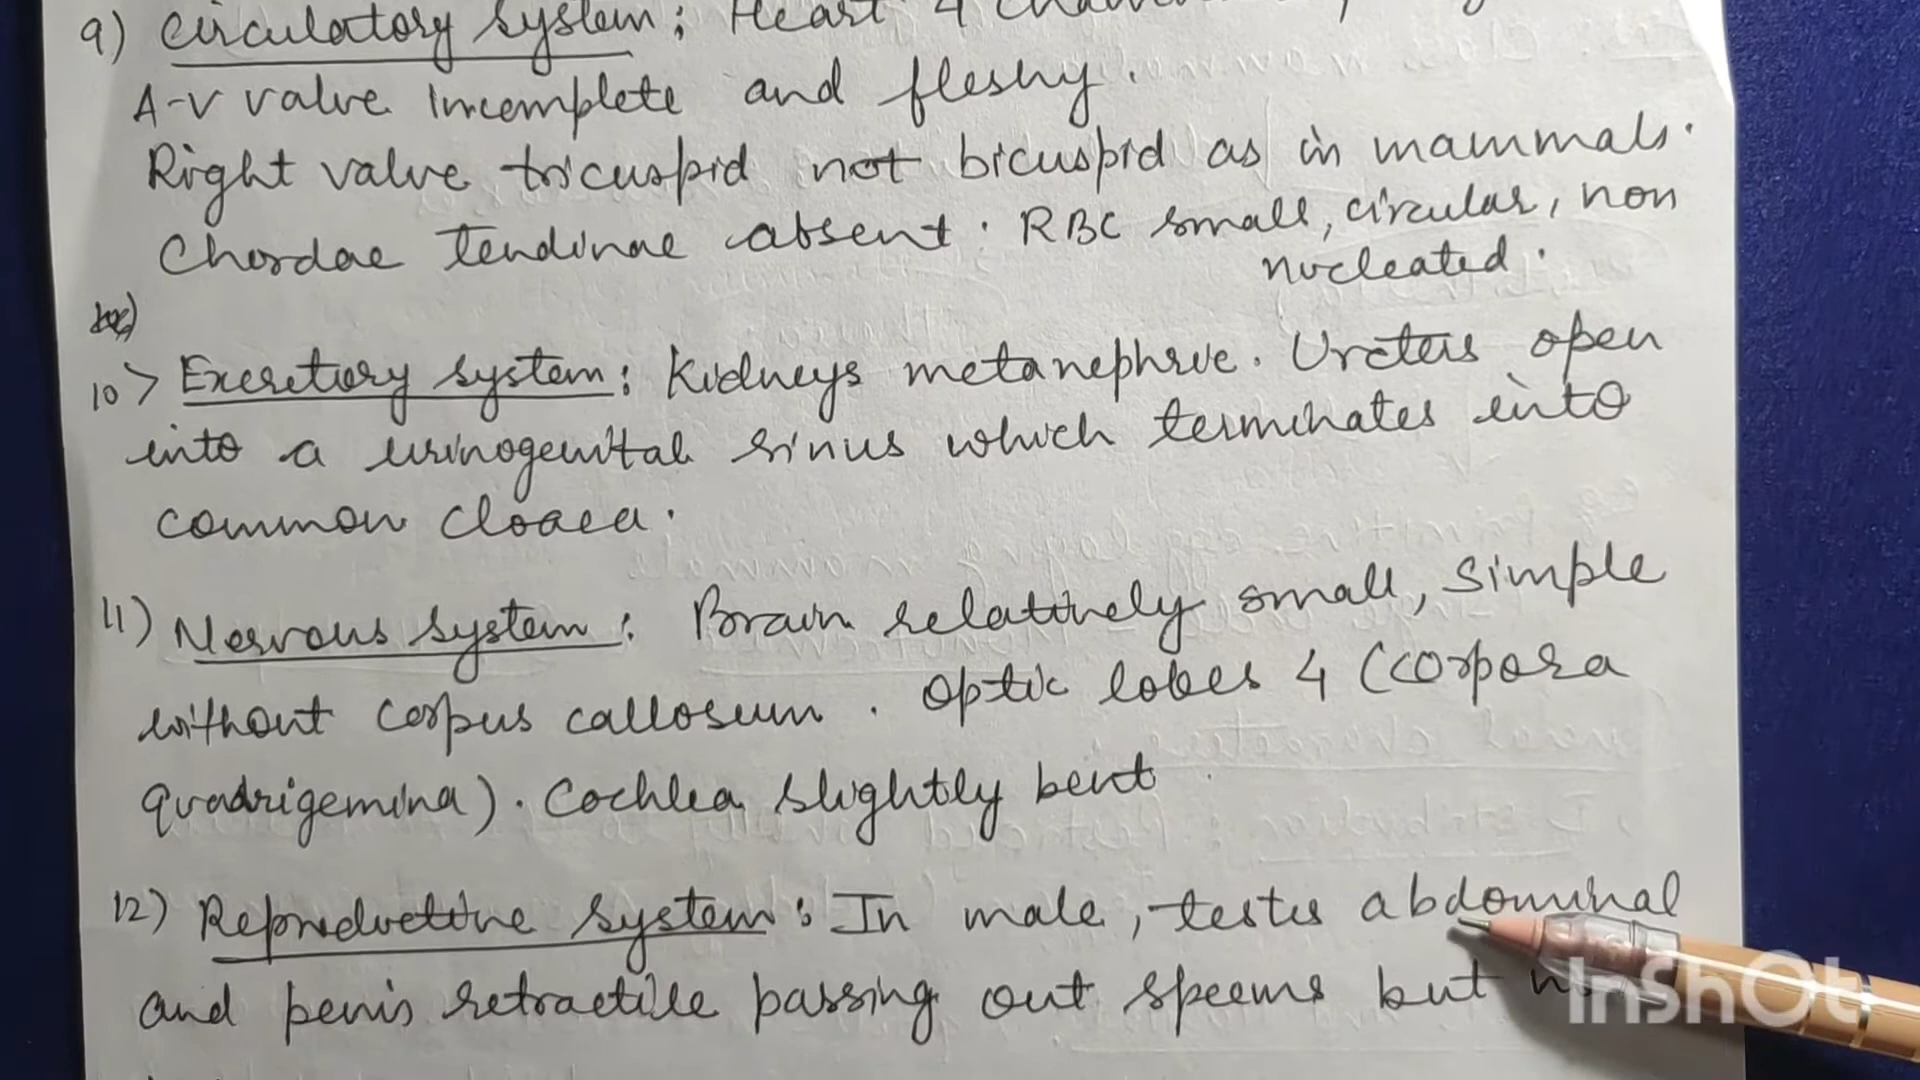 9) Circulatory system; Heart 4
A-V valve Incomplete and fleshy.
Right valve tricuspid not bicuspid as in mammals.
Chordae tendinae absent. RBC small, circular, non
nucleated.
10> Excretory system: Kidneys metanephric. Ureters open
into a urinogenital sinus which terminates into
common cloaca.
11) Nervous system: Brain relatively small, simple
without corpus callosum. Optic lobes 4 (corpora
quadrigemina). Cochlea slightly bent
12) Reproductive system: In male, testis abdominal
and penis retractile passing out sperms but
InShOt